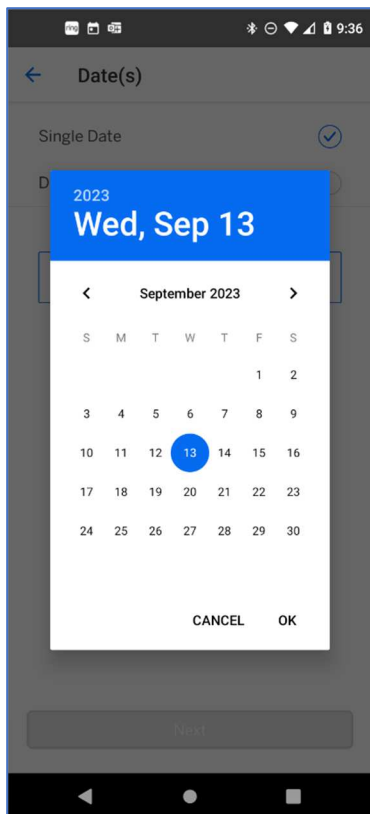 ring 9:36
Date(s)
Single Date
D
2023
Wed, Sep 13
September 2023
S M T W T F S
1 2
3 4 5 6 7 8 9
10 11 12 13 14 15 16
17 18 19 20 21 22 23
24 25 26 27 28 29 30
CANCEL OK
Next